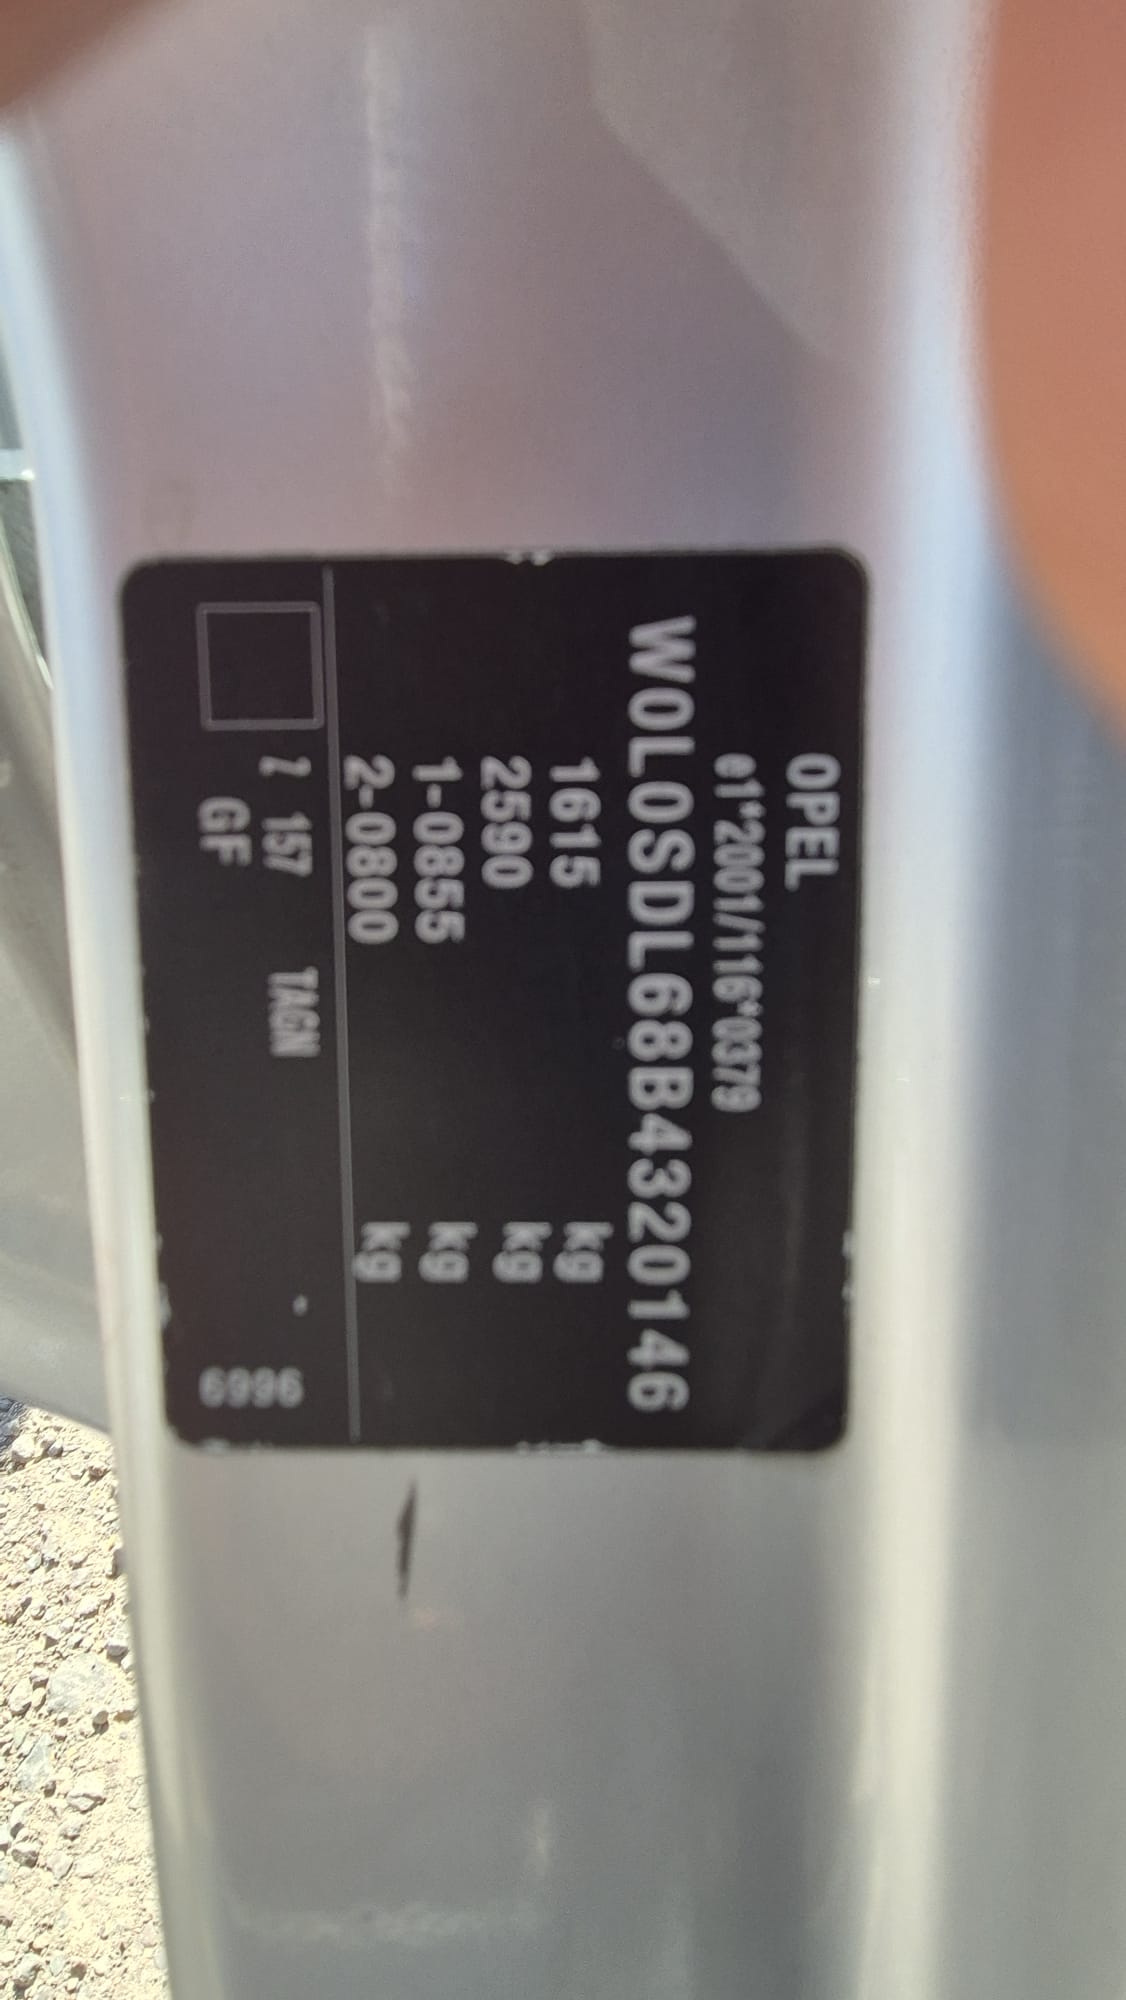 OPEL
e1*2001/116*0379
W0L0SDL68B4320146
1615 kg
2590 kg
1-0855 kg
2-0800 kg
Z 157 TAGN
GF 6996